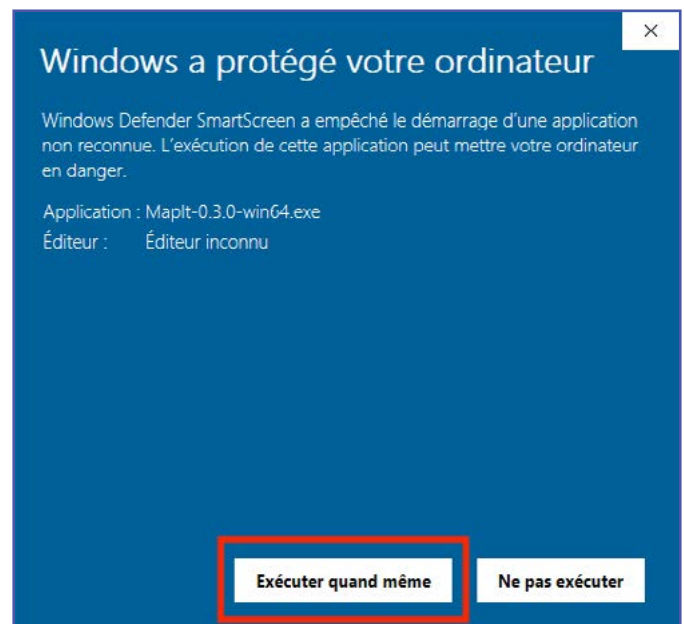 Windows a protégé votre ordinateur
Windows Defender SmartScreen a empêché le démarrage d'une application
non reconnue. L'exécution de cette application peut mettre votre ordinateur
en danger.
Application : MapIt-0.3.0-win64.exe
Éditeur : Éditeur inconnu
Exécuter quand même
Ne pas exécuter